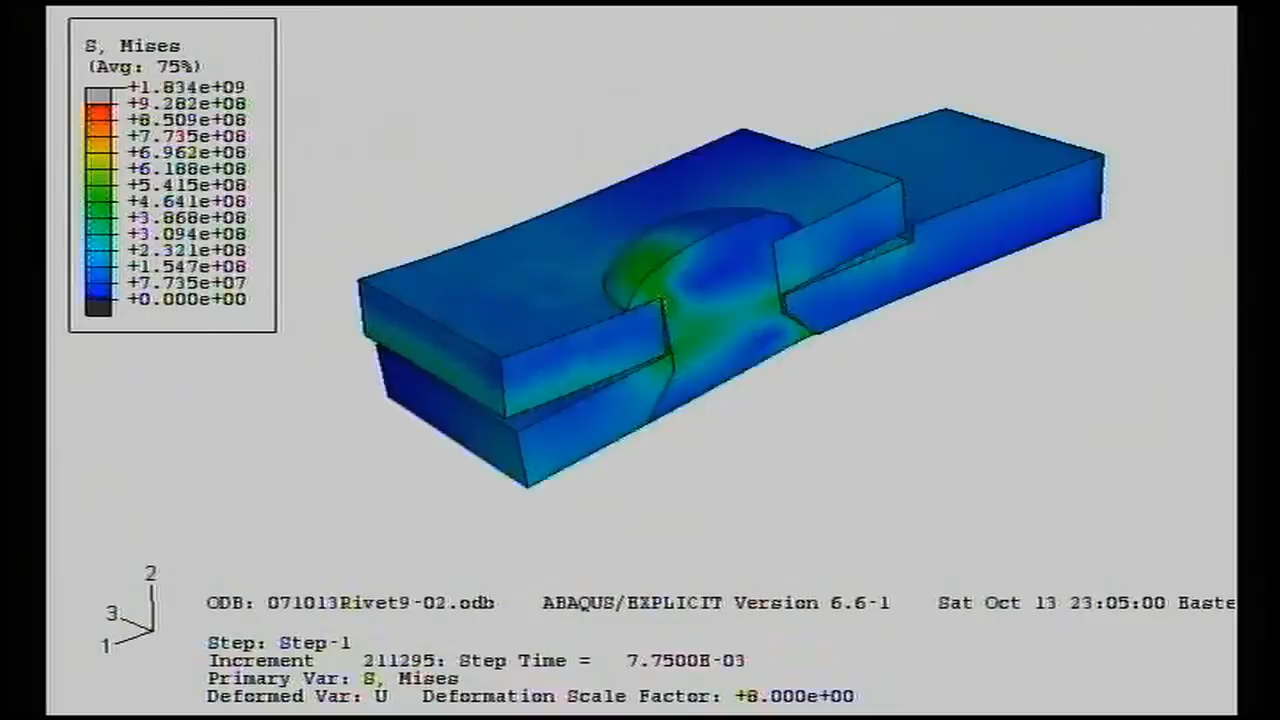 S, Mises
(Avg: 75%)
+1.834e+09
+9.282e+08
+8.509e+08
+7.735e+08
+6.962e+08
+6.188e+08
+5.415e+08
+4.641e+08
+3.868e+08
+3.094e+08
+2.321e+08
+1.547e+08
+7.735e+07
+0.000e+00
2
3
1
ODB: 071013Rivet9-02.odb ABAQUS/EXPLICIT Version 6.6-1 Sat Oct 13 23:05:00 Easte
Step: Step-1
Increment 211295: Step Time = 7.7500E-03
Primary Var: S, Mises
Deformed Var: U Deformation Scale Factor: +8.000e+00